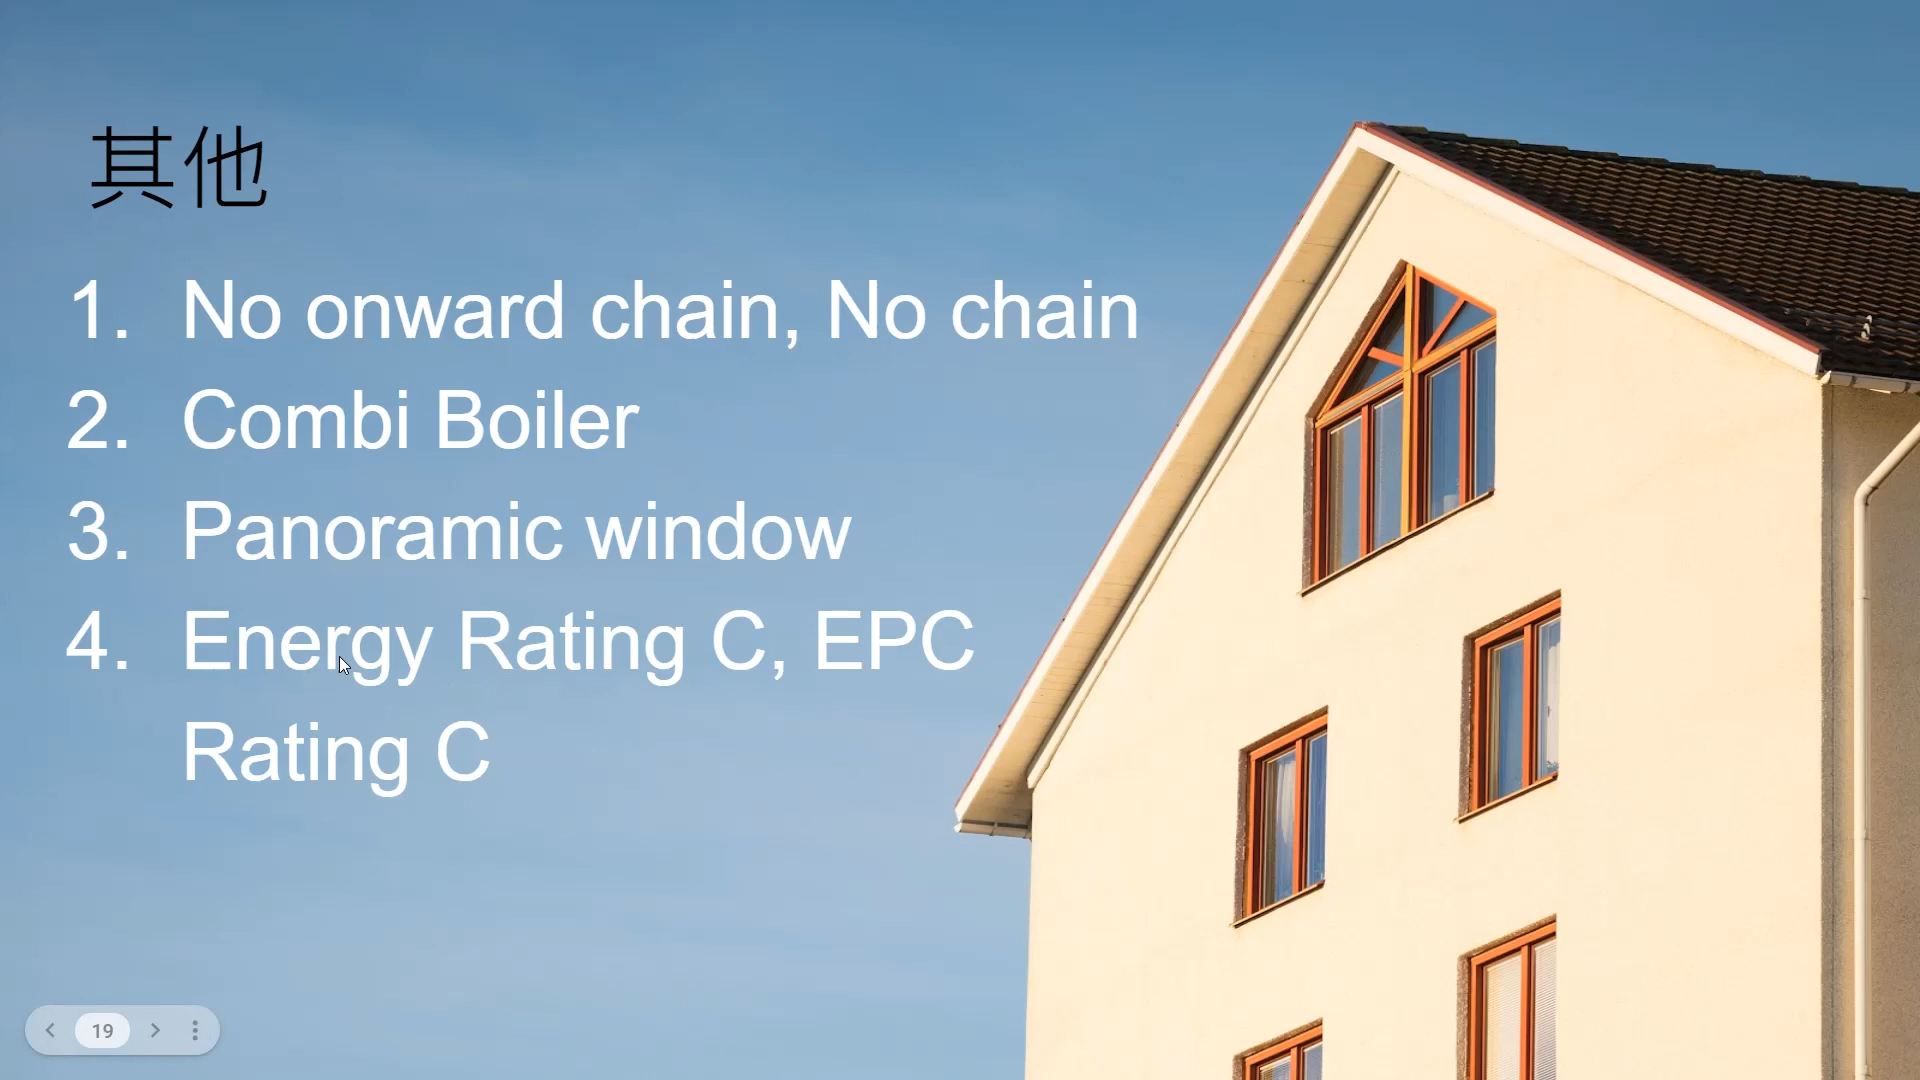 其他
1. No onward chain, No chain
2. Combi Boiler
3. Panoramic window
4. Energy Rating C, EPC
Rating C
19